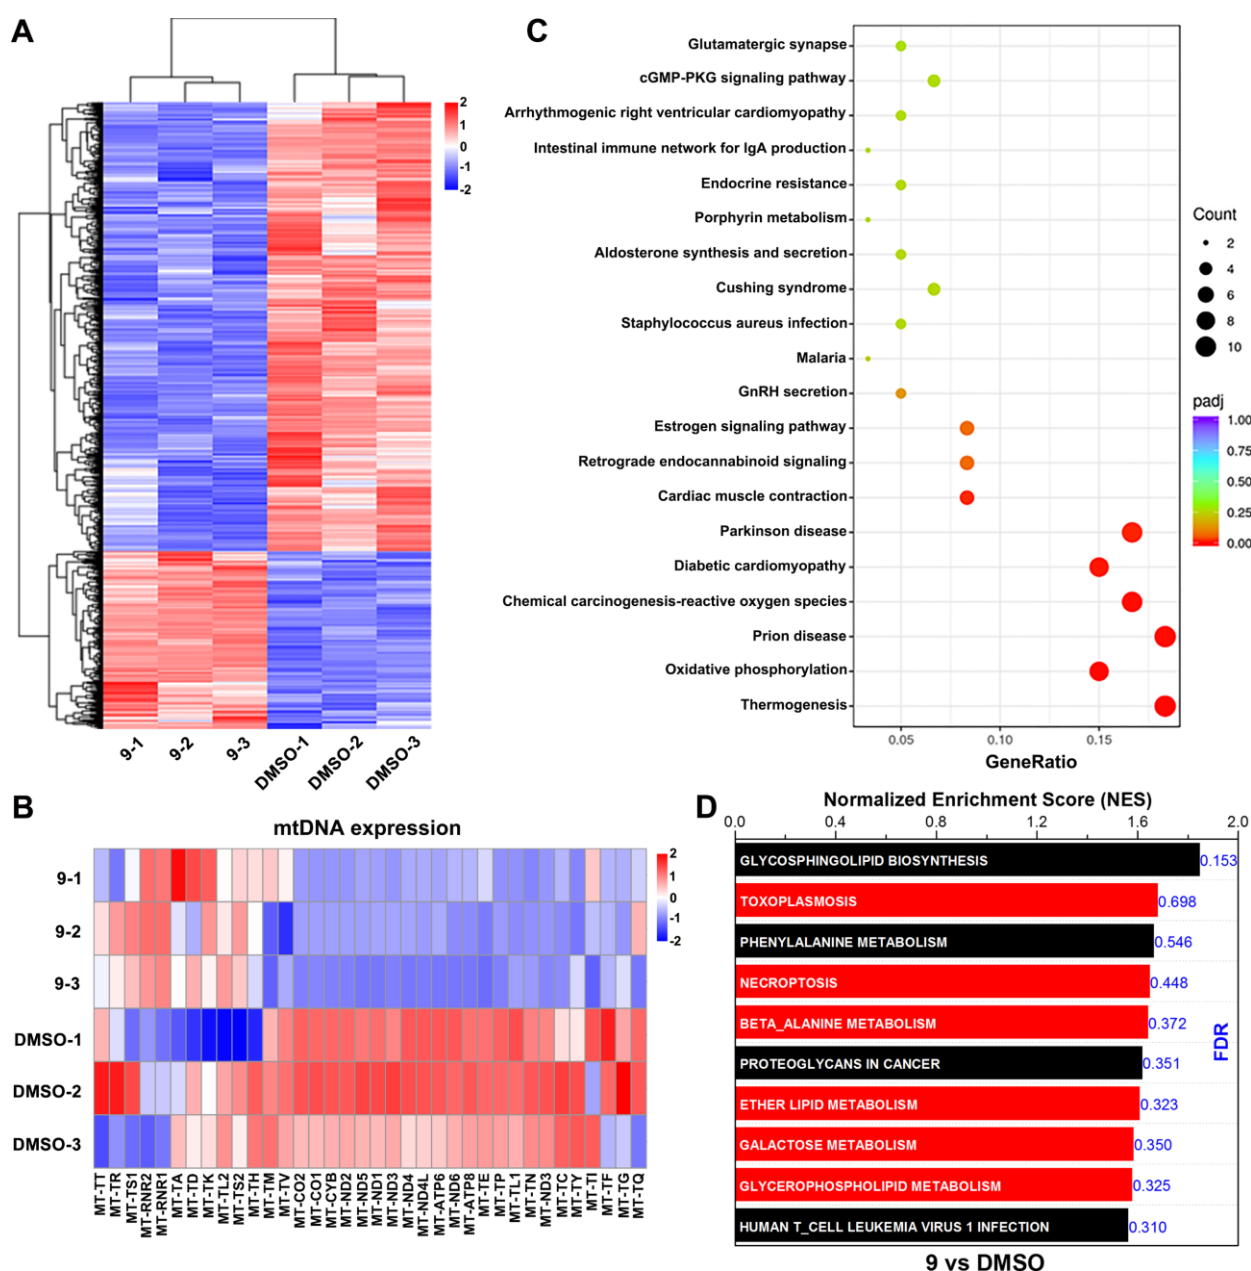 A
2
1
0
-1
-2
9-1
9-2
9-3
DMSO-1
DMSO-2
DMSO-3
C
Glutamatergic synapse
cGMP-PKG signaling pathway
Arrhythmogenic right ventricular cardiomyopathy
Intestinal immune network for IgA production
Endocrine resistance
Porphyrin metabolism
Aldosterone synthesis and secretion
Cushing syndrome
Staphylococcus aureus infection
Malaria
GnRH secretion
Estrogen signaling pathway
Retrograde endocannabinoid signaling
Cardiac muscle contraction
Parkinson disease
Diabetic cardiomyopathy
Chemical carcinogenesis-reactive oxygen species
Prion disease
Oxidative phosphorylation
Thermogenesis
0.05
0.10
0.15
GeneRatio
Count
2
4
6
8
10
padj
1.00
0.75
0.50
0.25
0.00
B
mtDNA expression
9-1
9-2
9-3
DMSO-1
DMSO-2
DMSO-3
2
1
0
-1
-2
MT-TT
MT-TR
MT-TS1
MT-RNR2
MT-RNR1
MT-TA
MT-TD
MT-TK
MT-TL2
MT-TS2
MT-TH
MT-TM
MT-TV
MT-CO2
MT-CO1
MT-CYB
MT-ND2
MT-ND5
MT-ND1
MT-ND3
MT-ND4
MT-ND4L
MT-ATP6
MT-ND6
MT-ATP8
MT-TE
MT-TP
MT-TL1
MT-TN
MT-ND3
MT-TC
MT-TY
MT-TI
MT-TF
MT-TG
MT-TQ
D
Normalized Enrichment Score (NES)
0.0
0.4
0.8
1.2
1.6
2.0
GLYCOSPHINGOLIPID BIOSYNTHESIS 0.153
TOXOPLASMOSIS 0.698
PHENYLALANINE METABOLISM 0.546
NECROPTOSIS 0.448
BETA_ALANINE METABOLISM 0.372
PROTEOGLYCANS IN CANCER 0.351
ETHER LIPID METABOLISM 0.323
GALACTOSE METABOLISM 0.350
GLYCEROPHOSPHOLIPID METABOLISM 0.325
HUMAN T_CELL LEUKEMIA VIRUS 1 INFECTION 0.310
FDR
9 vs DMSO